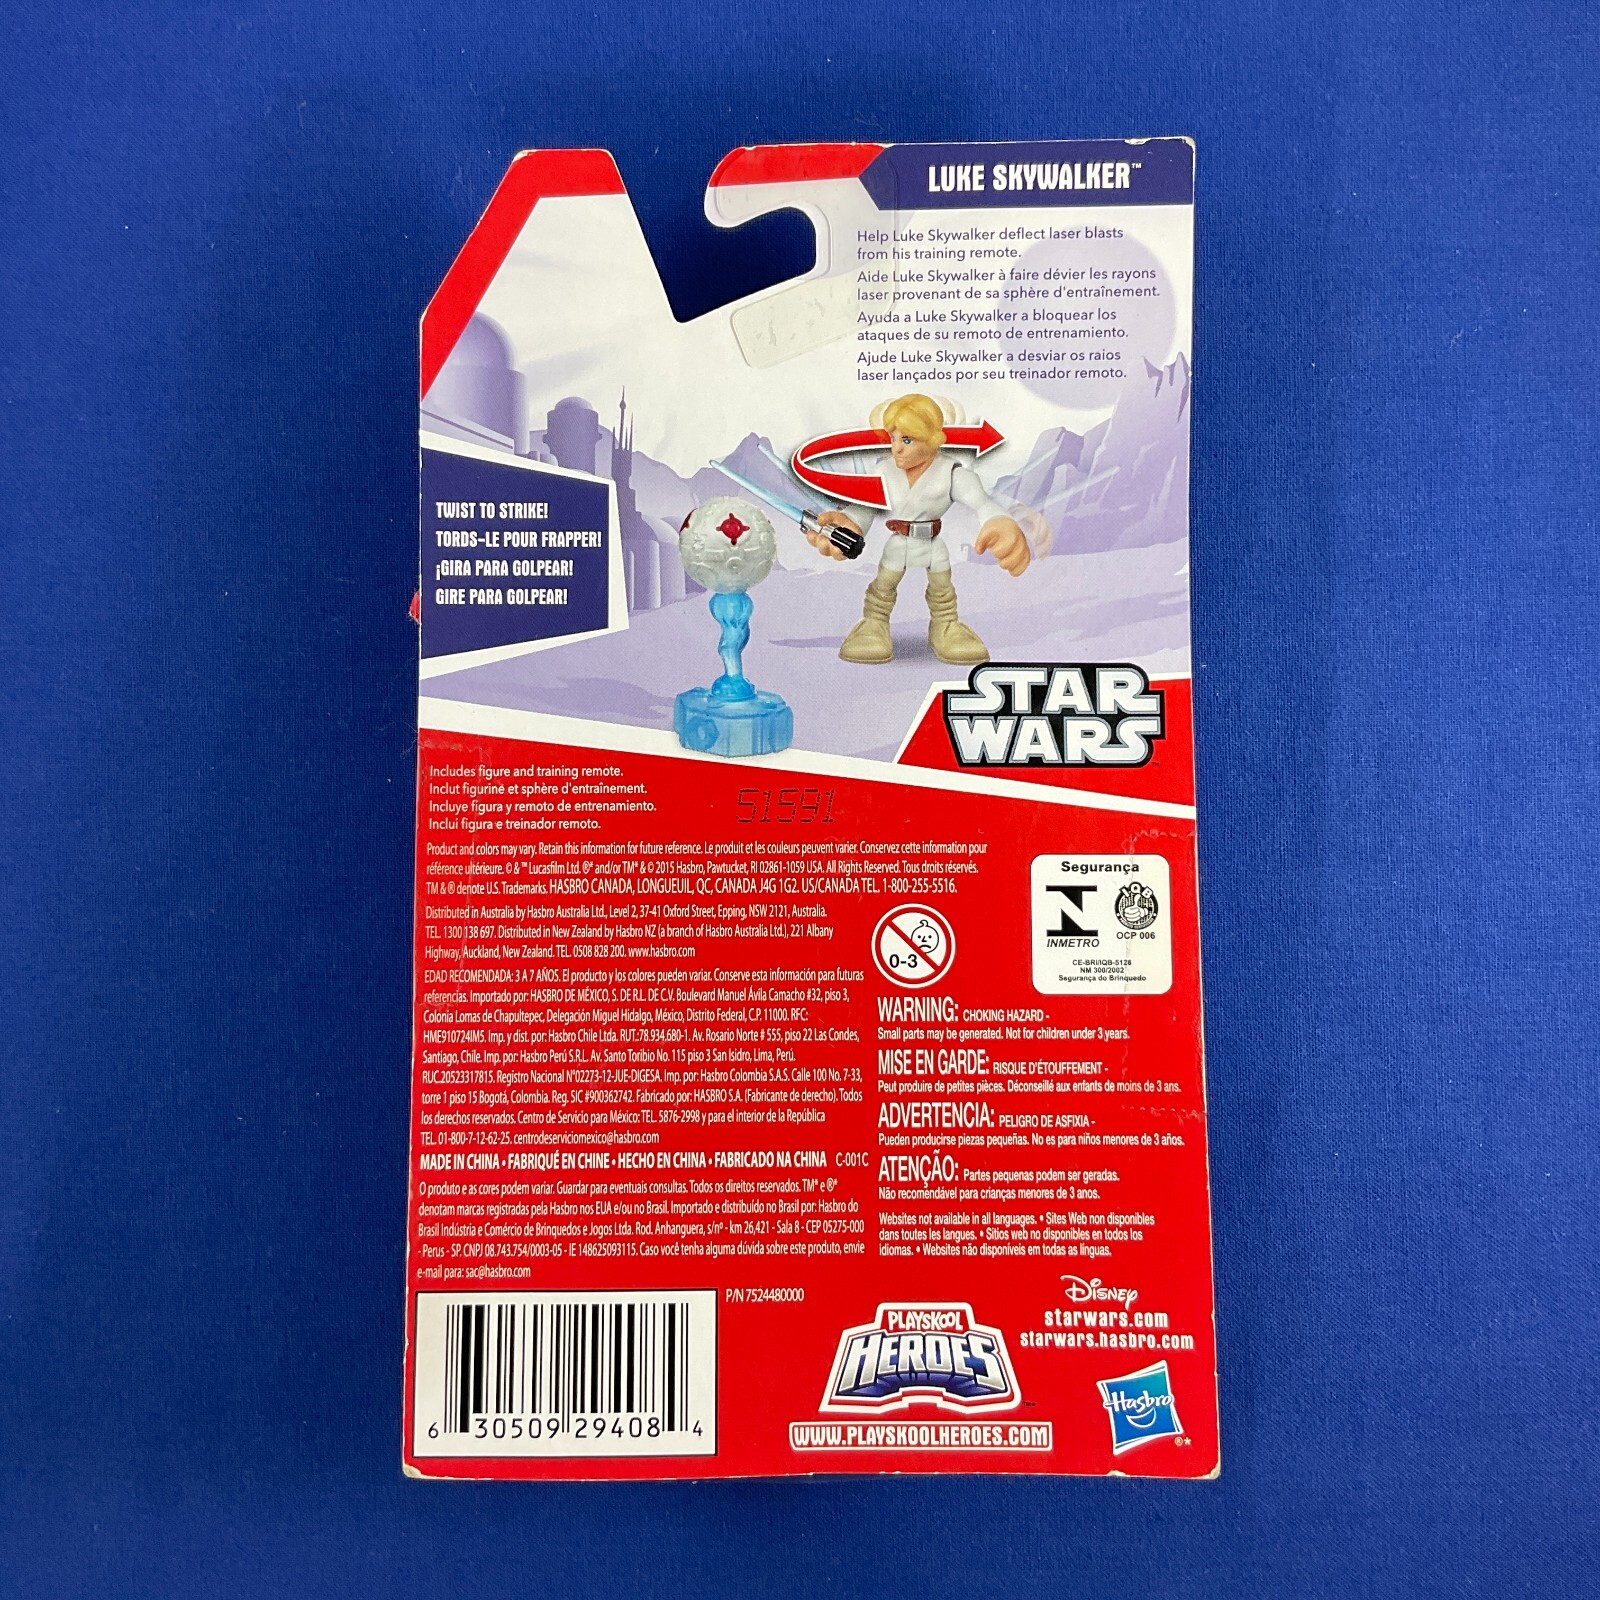 LUKE SKYWALKER™
Help Luke Skywalker deflect laser blasts
from his training remote.
Aide Luke Skywalker à faire dévier les rayons
laser provenant de sa sphère d'entraînement.
Ayuda a Luke Skywalker a bloquear los
ataques de su remoto de entrenamiento.
Ajude Luke Skywalker a desviar os raios
laser lançados por seu treinador remoto.
TWIST TO STRIKE!
TORDS-LE POUR FRAPPER!
¡GIRA PARA GOLPEAR!
GIRE PARA GOLPEAR!
STAR
WARS™
Includes figure and training remote.
Inclut figurine et sphère d'entraînement.
Incluye figura y remoto de entrenamiento.
Inclui figura e treinador remoto.
51591
Product and colors may vary. Retain this information for future reference. Le produit et les couleurs peuvent varier. Conservez cette information pour
référence ultérieure. © & ™ Lucasfilm Ltd. ®* and/or TM* & © 2015 Hasbro, Pawtucket, RI 02861-1059 USA. All Rights Reserved. Tous droits réservés.
TM & ® denote U.S. Trademarks. HASBRO CANADA, LONGUEUIL, QC, CANADA J4G 1G2. US/CANADA TEL. 1-800-255-5516.
Distributed in Australia by Hasbro Australia Ltd., Level 2, 37-41 Oxford Street, Epping, NSW 2121, Australia.
TEL. 1300 138 697. Distributed in New Zealand by Hasbro NZ (a branch of Hasbro Australia Ltd.), 221 Albany
Highway, Auckland, New Zealand. TEL. 0508 828 200. www.hasbro.com
EDAD RECOMENDADA: 3 A 7 AÑOS. El producto y los colores pueden variar. Conserve esta información para futuras
referencias. Importado por: HASBRO DE MÉXICO, S. DE R.L. DE C.V. Boulevard Manuel Ávila Camacho #32, piso 3,
Colonia Lomas de Chapultepec, Delegación Miguel Hidalgo, México, Distrito Federal, C.P. 11000. RFC:
HME910724IM5. Imp. y dist. por: Hasbro Chile Ltda. RUT.:78.934.680-1. Av. Rosario Norte # 555, piso 22 Las Condes,
Santiago, Chile. Imp. por: Hasbro Perú S.R.L. Av. Santo Toribio No. 115 piso 3 San Isidro, Lima, Perú.
RUC.20523317815. Registro Nacional N°02273-12-JUE-DIGESA. Imp. por: Hasbro Colombia S.A.S. Calle 100 No. 7-33,
torre 1 piso 15 Bogotá, Colombia. Reg. SIC #900362742. Fabricado por: HASBRO S.A. (Fabricante de derecho). Todos
los derechos reservados. Centro de Servicio para México: TEL. 5876-2998 y para el interior de la República
TEL. 01-800-7-12-62-25. centrodeserviciomexico@hasbro.com
MADE IN CHINA • FABRIQUÉ EN CHINE • HECHO EN CHINA • FABRICADO NA CHINA C-001C
O produto e as cores podem variar. Guardar para eventuais consultas. Todos os direitos reservados. TM* e ®*
denotam marcas registradas pela Hasbro nos EUA e/ou no Brasil. Importado e distribuído no Brasil por: Hasbro do
Brasil Indústria e Comércio de Brinquedos e Jogos Ltda. Rod. Anhanguera, s/nº - km 26,421 - Sala 8 - CEP 05275-000
- Perus - SP. CNPJ 08.743.754/0003-05 - IE 148625093115. Caso você tenha alguma dúvida sobre este produto, envie
e-mail para: sac@hasbro.com
0-3
Segurança
INMETRO
OCP 006
CE-BRI/IQB-5128
NM 300/2002
Segurança do Brinquedo
WARNING: CHOKING HAZARD -
Small parts may be generated. Not for children under 3 years.
MISE EN GARDE: RISQUE D'ÉTOUFFEMENT -
Peut produire de petites pièces. Déconseillé aux enfants de moins de 3 ans.
ADVERTENCIA: PELIGRO DE ASFIXIA -
Pueden producirse piezas pequeñas. No es para niños menores de 3 años.
ATENÇÃO: Partes pequenas podem ser geradas.
Não recomendável para crianças menores de 3 anos.
Websites not available in all languages. • Sites Web non disponibles
dans toutes les langues. • Sitios web no disponibles en todos los
idiomas. • Websites não disponíveis em todas as línguas.
P/N 7524480000
6 30509 29408 4
PLAYSKOOL
HEROES™
WWW.PLAYSKOOLHEROES.COM
Disney
starwars.com
starwars.hasbro.com
Hasbro
®*